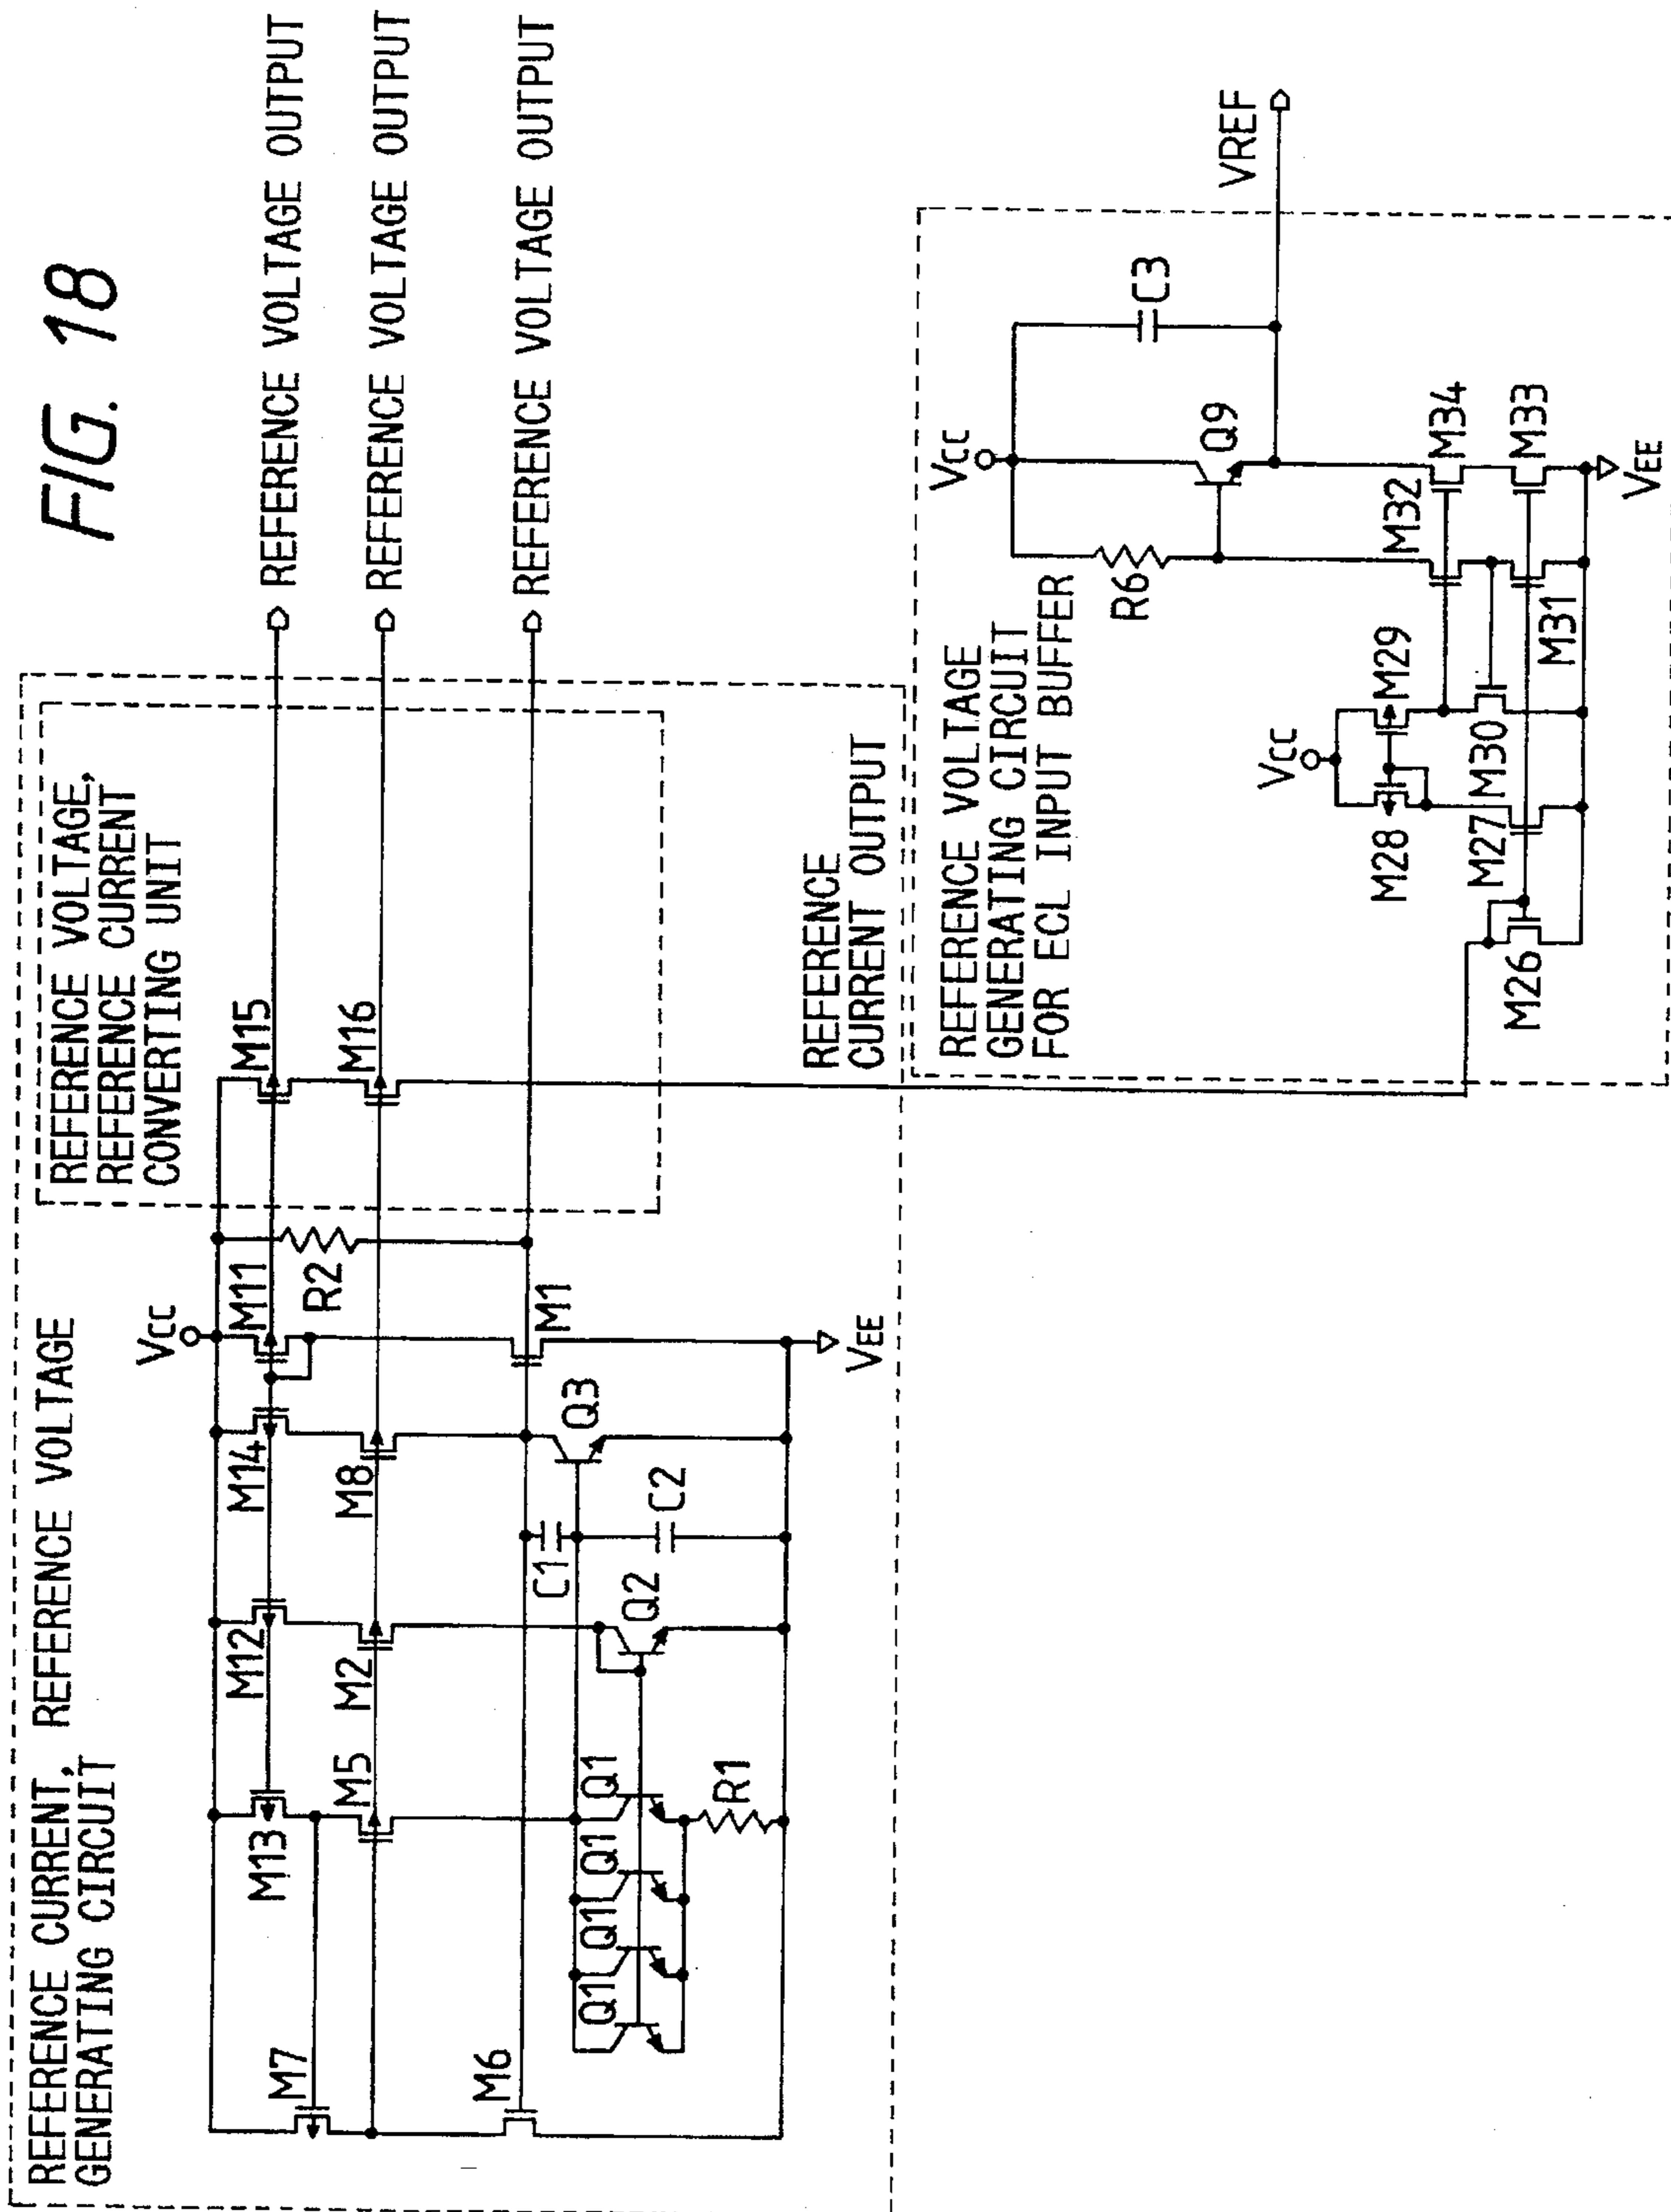 FIG. 18
REFERENCE CURRENT, REFERENCE VOLTAGE
GENERATING CIRCUIT
REFERENCE VOLTAGE,
REFERENCE CURRENT
CONVERTING UNIT
REFERENCE VOLTAGE OUTPUT
REFERENCE VOLTAGE OUTPUT
REFERENCE VOLTAGE OUTPUT
VCC
M7
M13
M12
M14
M11
M15
M5
M2
M8
R2
M16
M6
M1
C1
Q3
Q1
Q1
Q1
Q1
Q2
C2
R1
VEE
REFERENCE
CURRENT OUTPUT
REFERENCE VOLTAGE
GENERATING CIRCUIT
FOR ECL INPUT BUFFER
VCC
C3
VREF
R6
Q9
VCC
M28
M29
M32
M34
M27
M30
M26
M31
M33
VEE